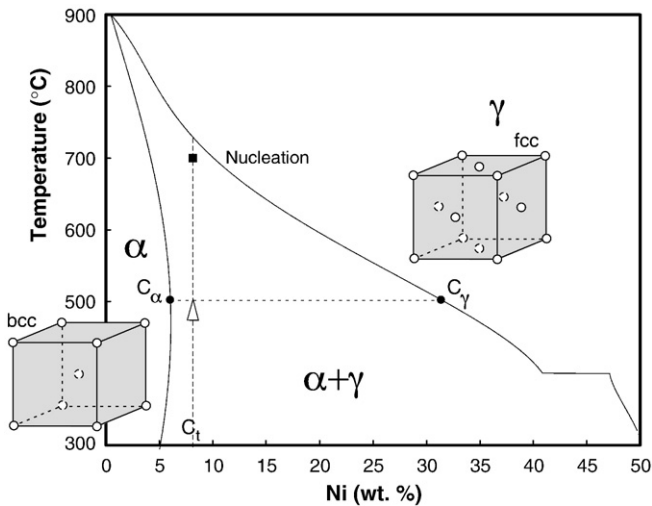 900
800
700
600
500
300
Temperature (°C)
Nucleation
γ
fcc
α
Cα
Cγ
bcc
α+γ
Ct
0 5 10 15 20 25 30 35 40 45 50
Ni (wt. %)